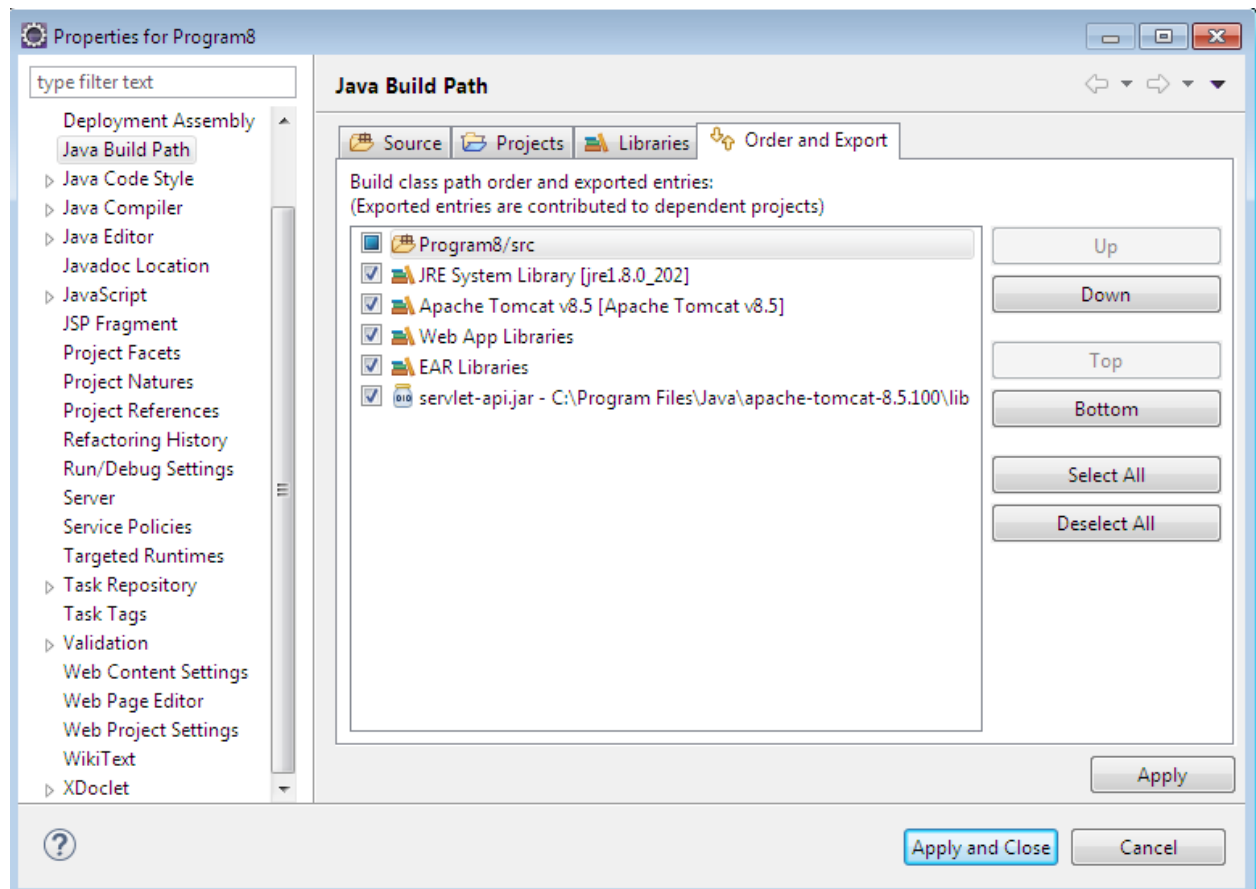 Properties for Program8
type filter text
Deployment Assembly
Java Build Path
Java Code Style
Java Compiler
Java Editor
Javadoc Location
JavaScript
JSP Fragment
Project Facets
Project Natures
Project References
Refactoring History
Run/Debug Settings
Server
Service Policies
Targeted Runtimes
Task Repository
Task Tags
Validation
Web Content Settings
Web Page Editor
Web Project Settings
WikiText
XDoclet
Java Build Path
Source Projects Libraries Order and Export
Build class path order and exported entries:
(Exported entries are contributed to dependent projects)
Program8/src
JRE System Library [jre1.8.0_202]
Apache Tomcat v8.5 [Apache Tomcat v8.5]
Web App Libraries
EAR Libraries
servlet-api.jar - C:\Program Files\Java\apache-tomcat-8.5.100\lib
Up
Down
Top
Bottom
Select All
Deselect All
Apply
Apply and Close Cancel